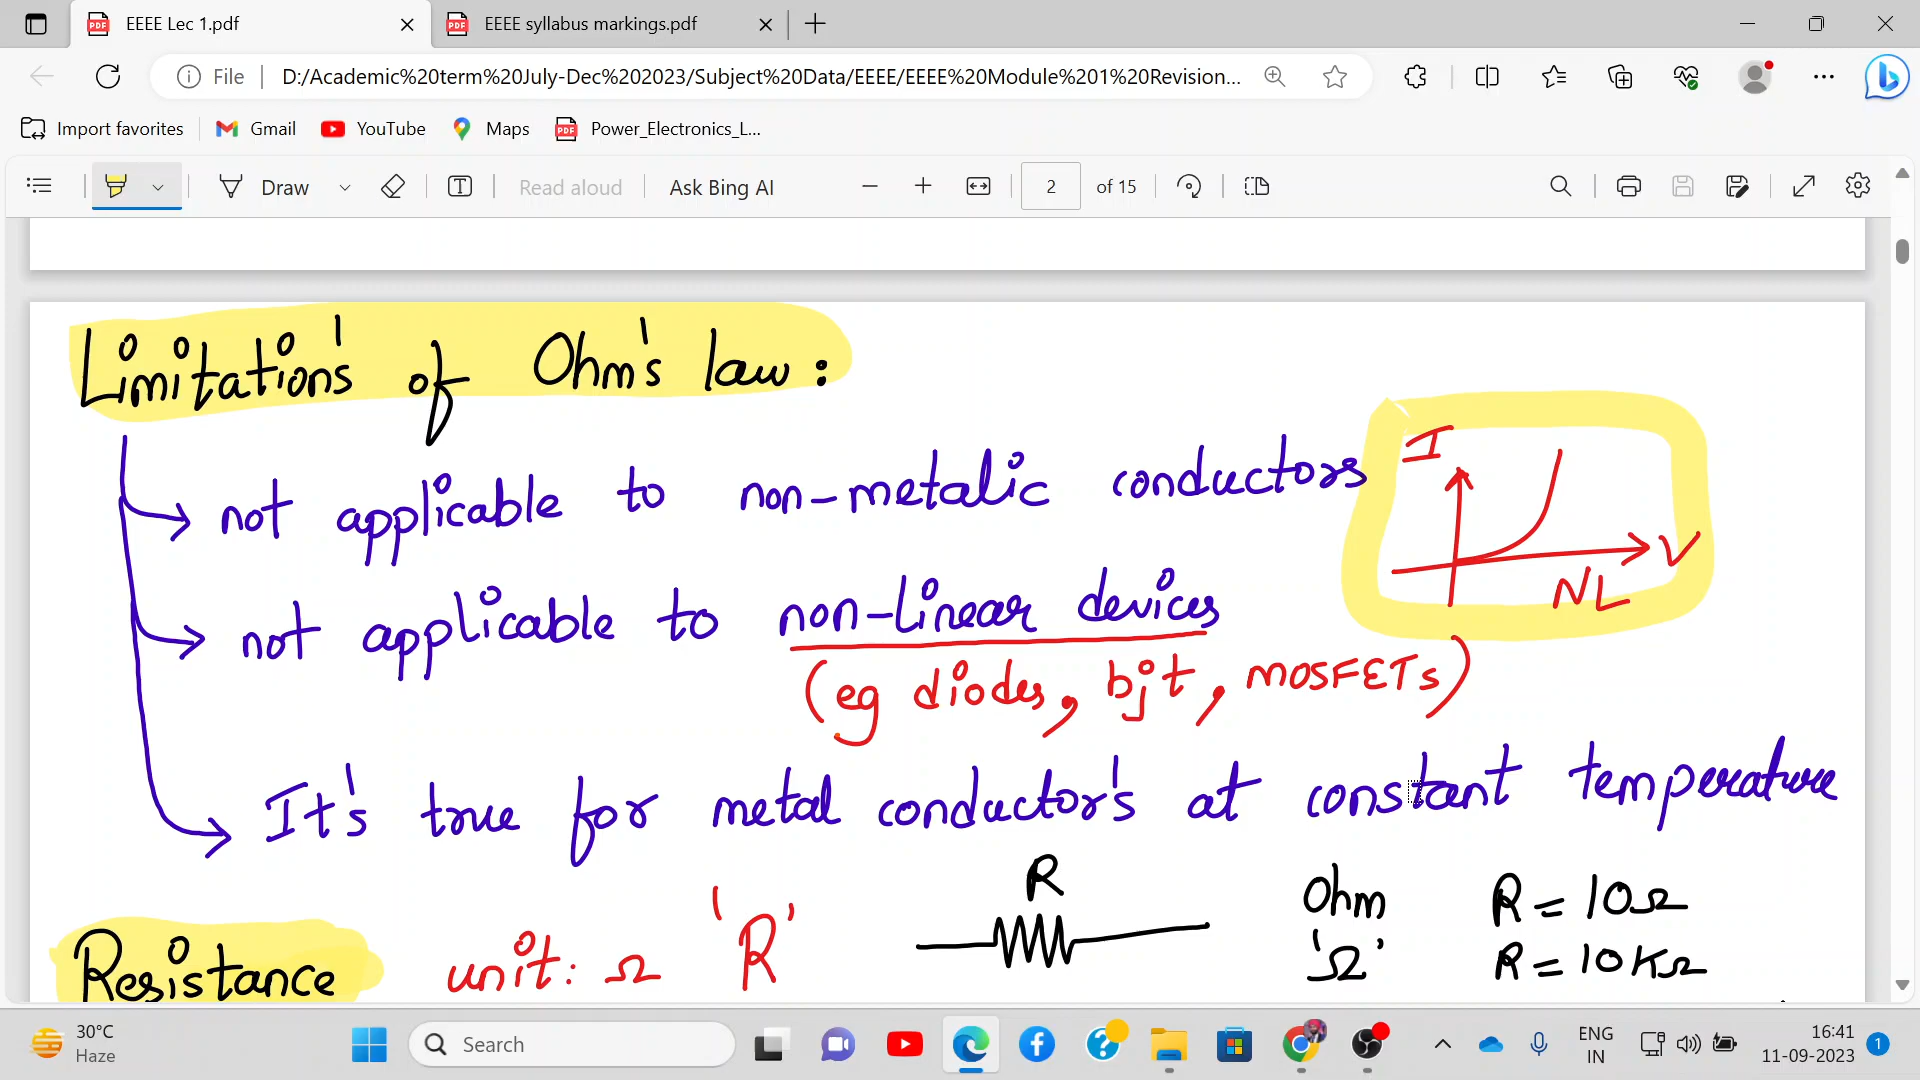 EEEE Lec 1.pdf
EEEE syllabus markings.pdf
File
D:/Academic%20term%20July-Dec%202023/Subject%20Data/EEEE/EEEE%20Module%201%20Revision...
Import favorites
Gmail
YouTube
Maps
Power_Electronics_L...
Draw
Read aloud
Ask Bing AI
2
of 15
Limitation's of Ohm's law :
not applicable to non-metalic conductors
I
V
NL
not applicable to non-linear devices
(eg diodes, bjt, MOSFETs)
It's true for metal conductor's at constant temperature
R
Ohm
R = 10Ω
Resistance
unit: Ω
'R'
'Ω'
R = 10KΩ
30°C
Haze
Search
ENG
IN
16:41
11-09-2023
1